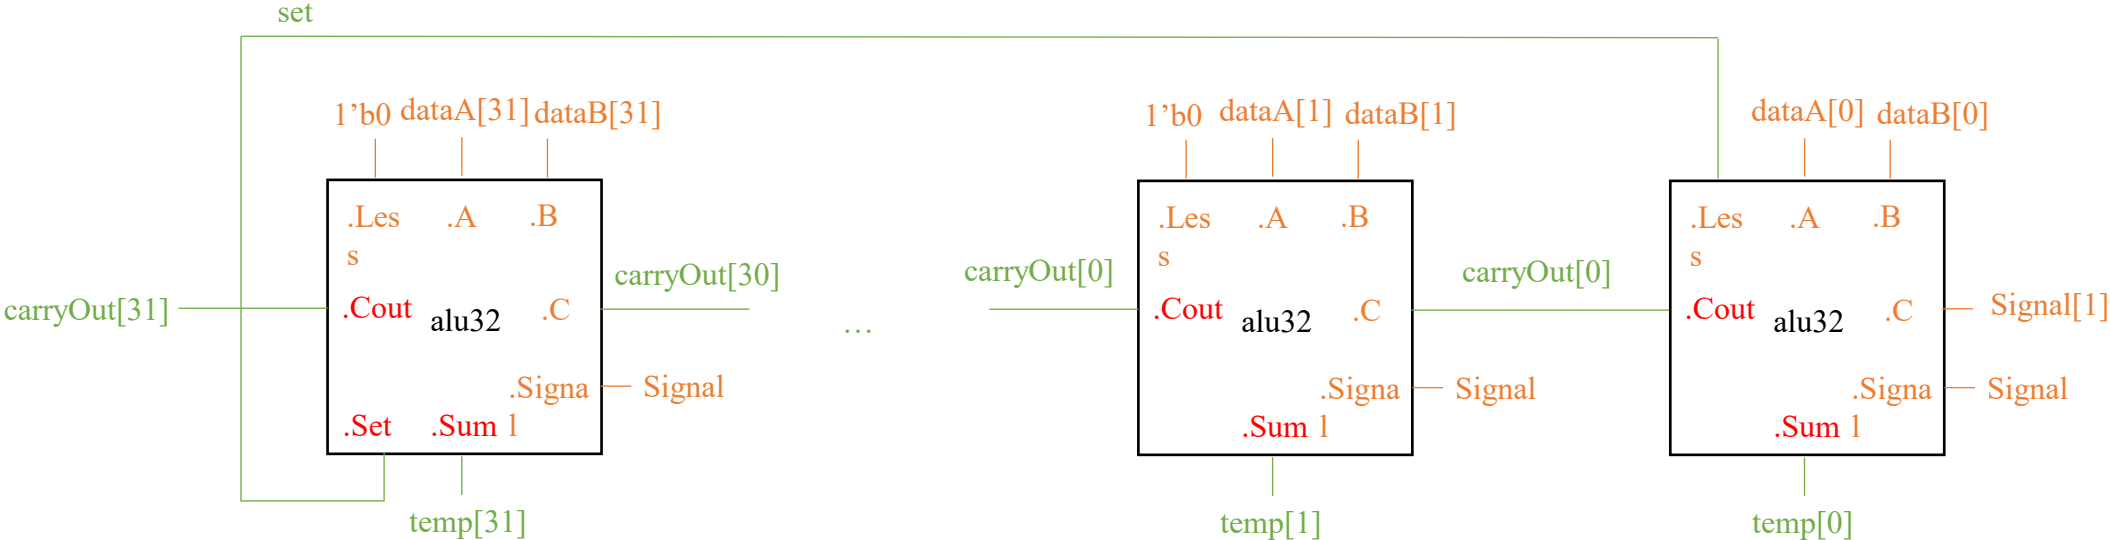 set
1’b0 dataA[31] dataB[31]
1’b0 dataA[1] dataB[1]
dataA[0] dataB[0]
.Les .A .B
s
.Les .A .B
s
.Les .A .B
s
carryOut[31]
.Cout alu32 .C
carryOut[30]
...
carryOut[0]
.Cout alu32 .C
carryOut[0]
.Cout alu32 .C
Signal[1]
.Signa Signal
.Set .Sum l
.Signa Signal
.Sum l
.Signa Signal
.Sum l
temp[31]
temp[1]
temp[0]